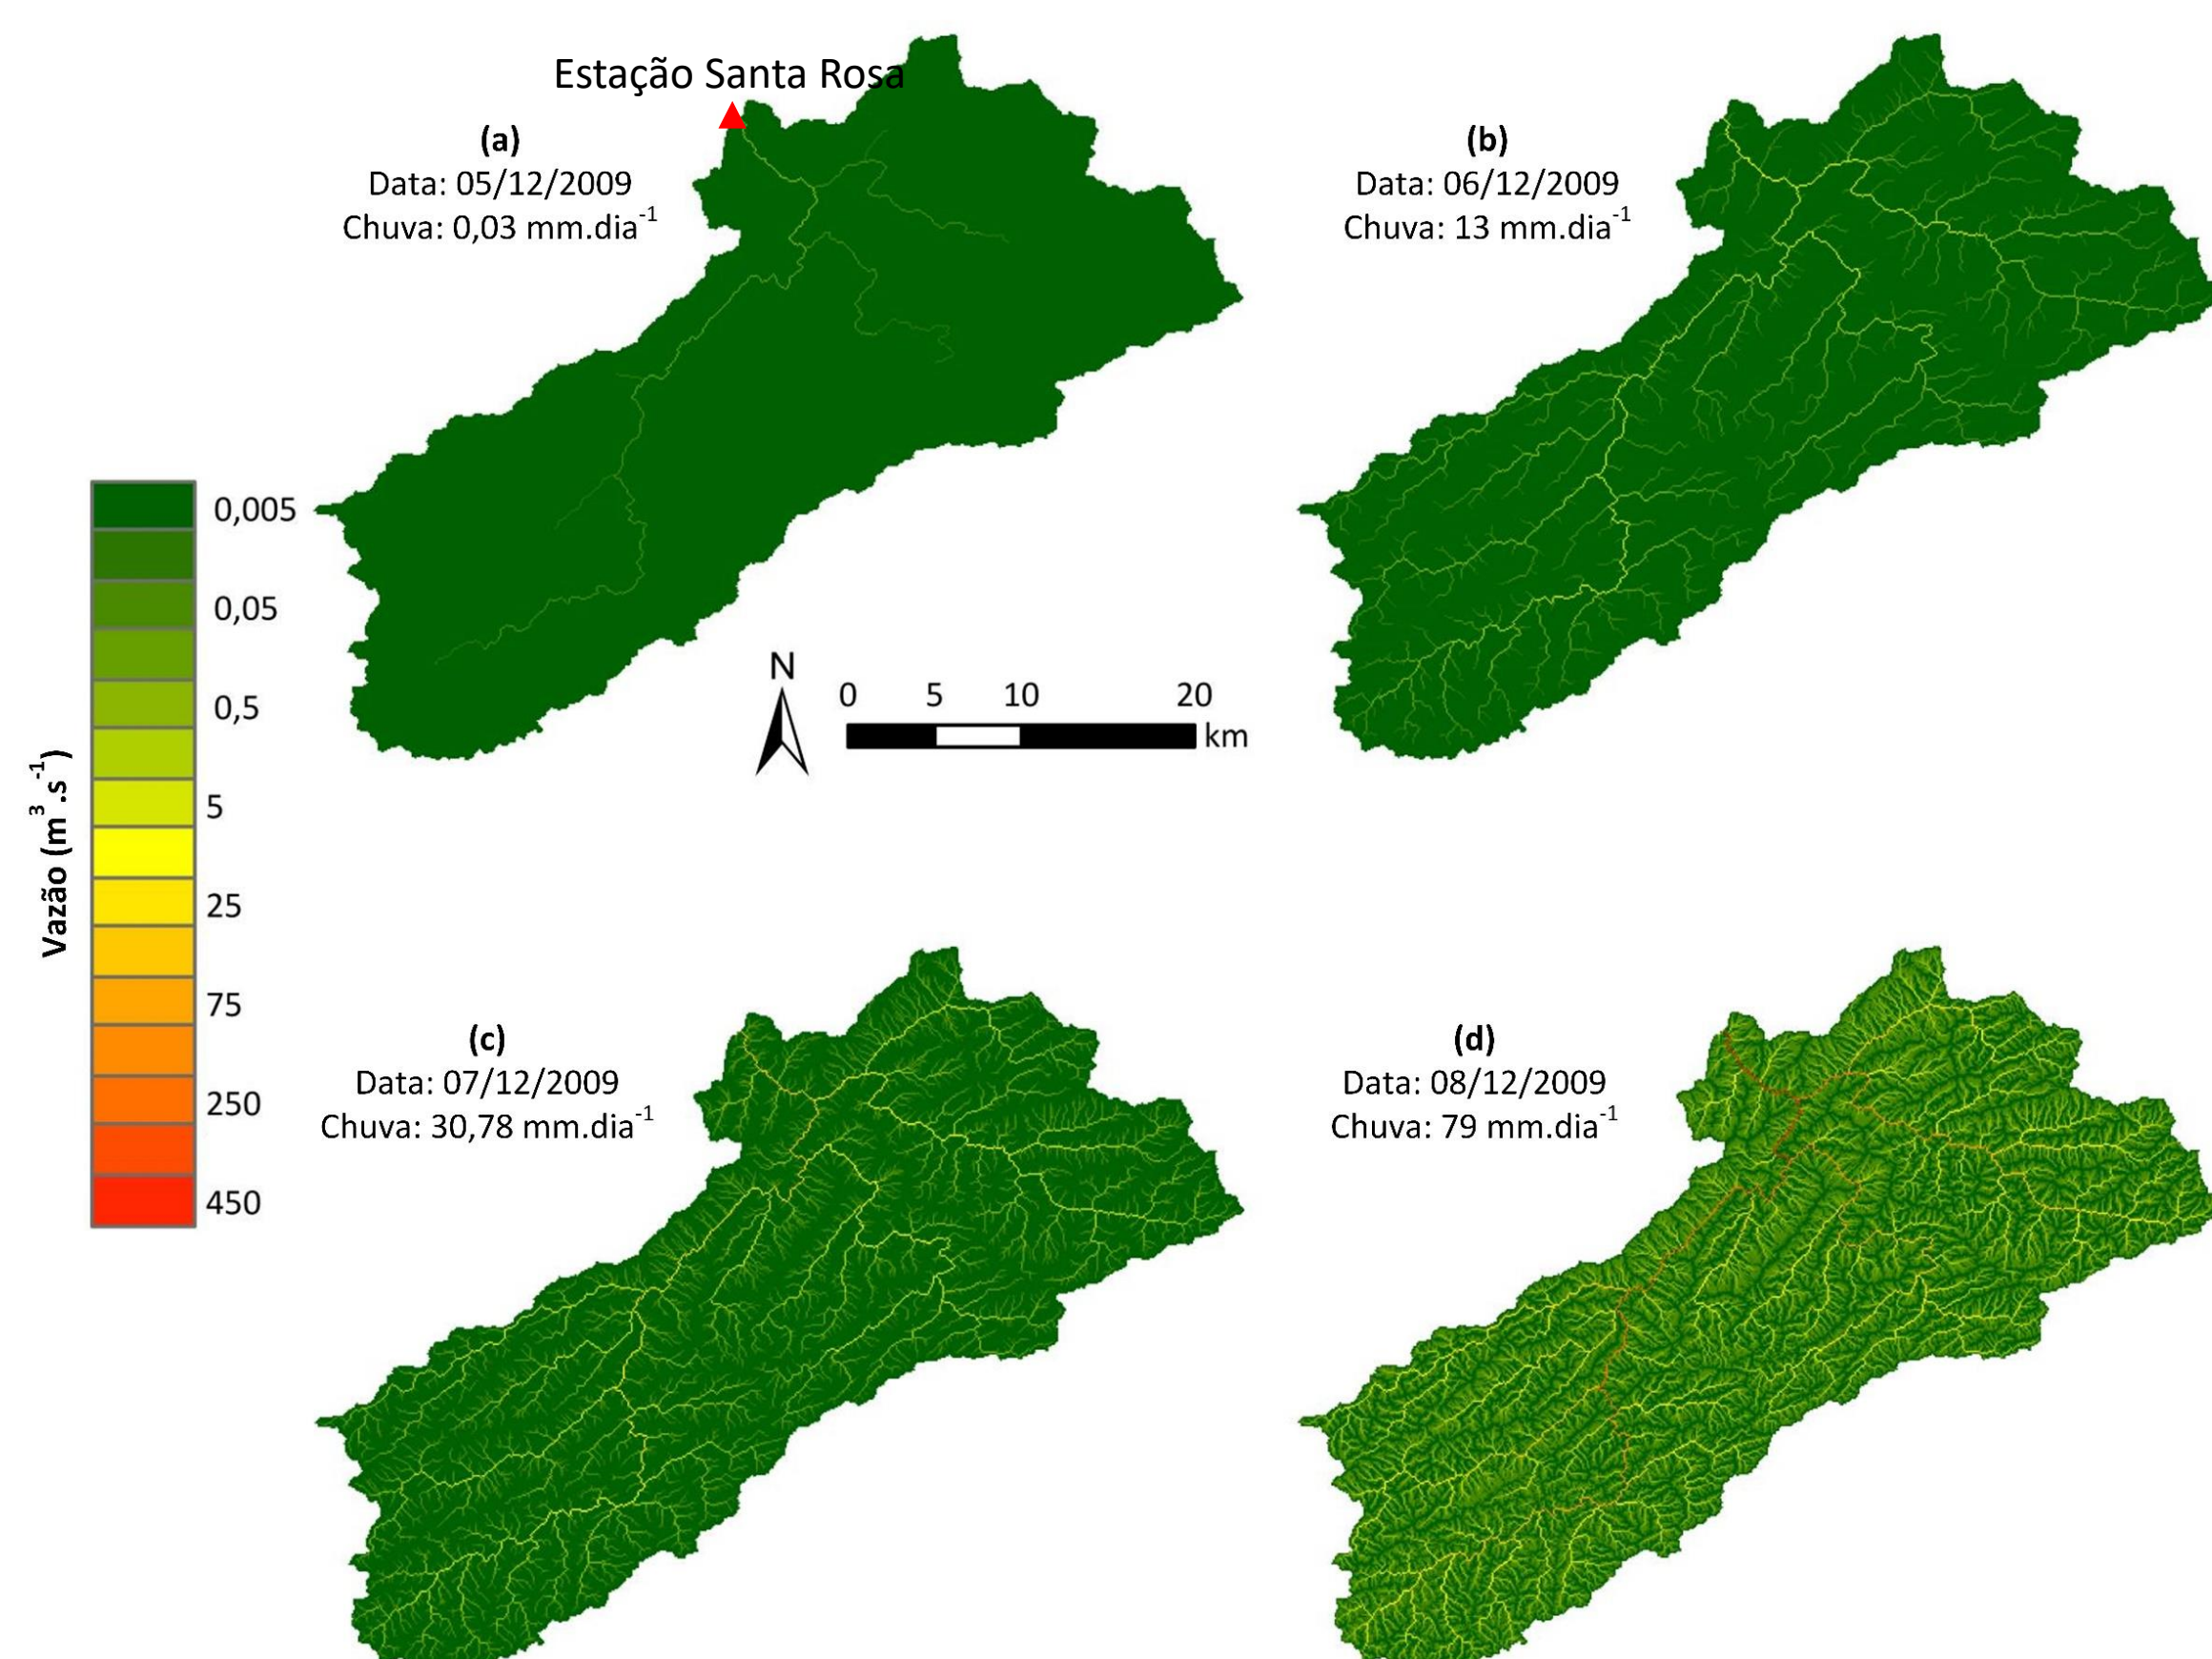 Estação Santa Rosa
(a)
Data: 05/12/2009
Chuva: 0,03 mm.dia⁻¹
(b)
Data: 06/12/2009
Chuva: 13 mm.dia⁻¹
Vazão (m³.s⁻¹)
0,005
0,05
0,5
5
25
75
250
450
N
0 5 10 20
km
(c)
Data: 07/12/2009
Chuva: 30,78 mm.dia⁻¹
(d)
Data: 08/12/2009
Chuva: 79 mm.dia⁻¹